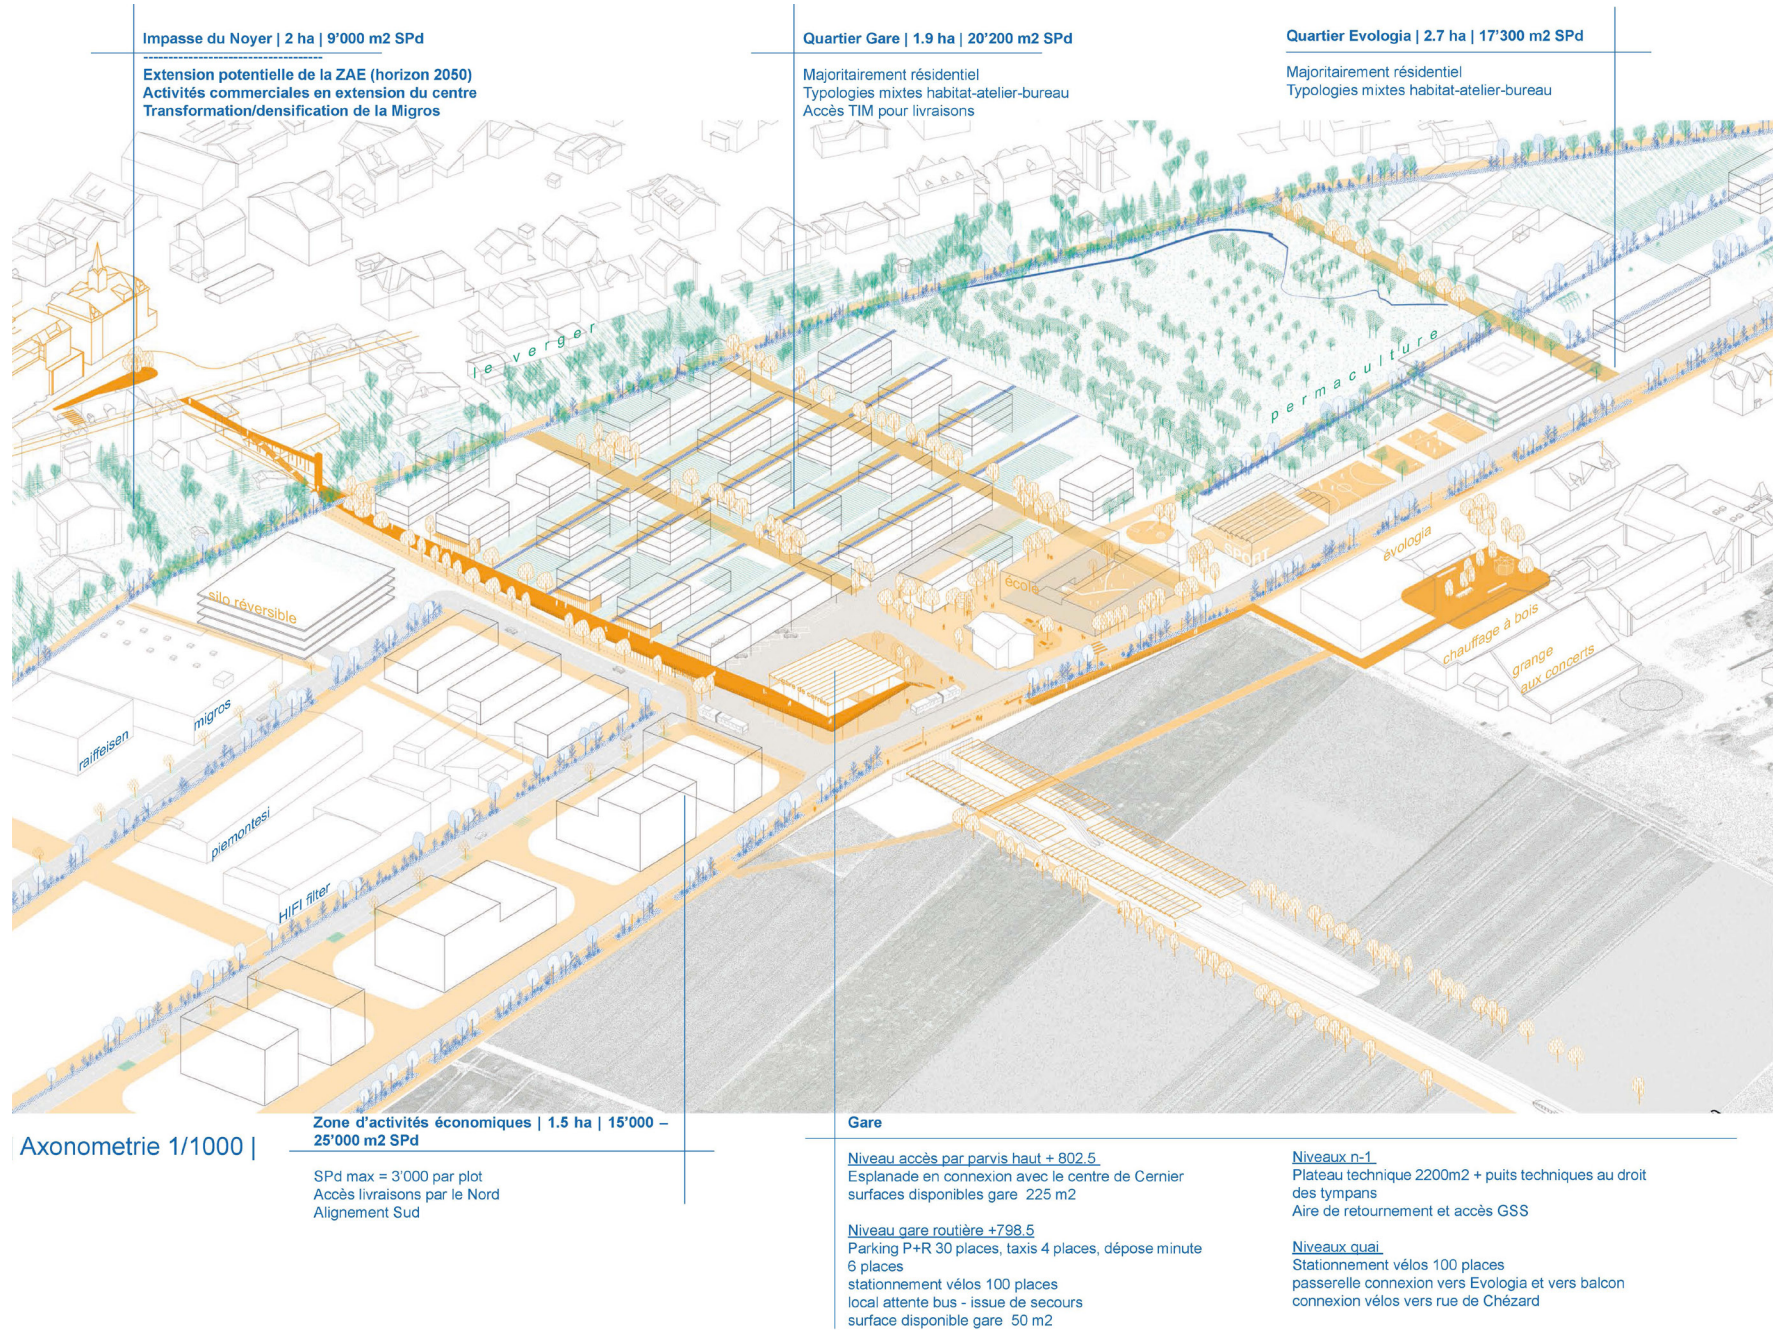 Impasse du Noyer | 2 ha | 9’000 m2 SPd
------------------------------------
Extension potentielle de la ZAE (horizon 2050)
Activités commerciales en extension du centre
Transformation/densification de la Migros
Quartier Gare | 1.9 ha | 20’200 m2 SPd
Majoritairement résidentiel
Typologies mixtes habitat-atelier-bureau
Accès TIM pour livraisons
Quartier Evologia | 2.7 ha | 17’300 m2 SPd
Majoritairement résidentiel
Typologies mixtes habitat-atelier-bureau
le verger
permaculture
SPORT
école
évologia
silo réversible
chauffage à bois
grange
aux concerts
migros
raiffeisen
piemontesi
HIFI filter
| Axonometrie 1/1000 |
Zone d’activités économiques | 1.5 ha | 15’000 –
25’000 m2 SPd
SPd max = 3’000 par plot
Accès livraisons par le Nord
Alignement Sud
Gare
Niveau accès par parvis haut + 802.5
Esplanade en connexion avec le centre de Cernier
surfaces disponibles gare 225 m2
Niveau gare routière +798.5
Parking P+R 30 places, taxis 4 places, dépose minute
6 places
stationnement vélos 100 places
local attente bus - issue de secours
surface disponible gare 50 m2
Niveaux n-1
Plateau technique 2200m2 + puits techniques au droit
des tympans
Aire de retournement et accès GSS
Niveaux quai
Stationnement vélos 100 places
passerelle connexion vers Evologia et vers balcon
connexion vélos vers rue de Chézard